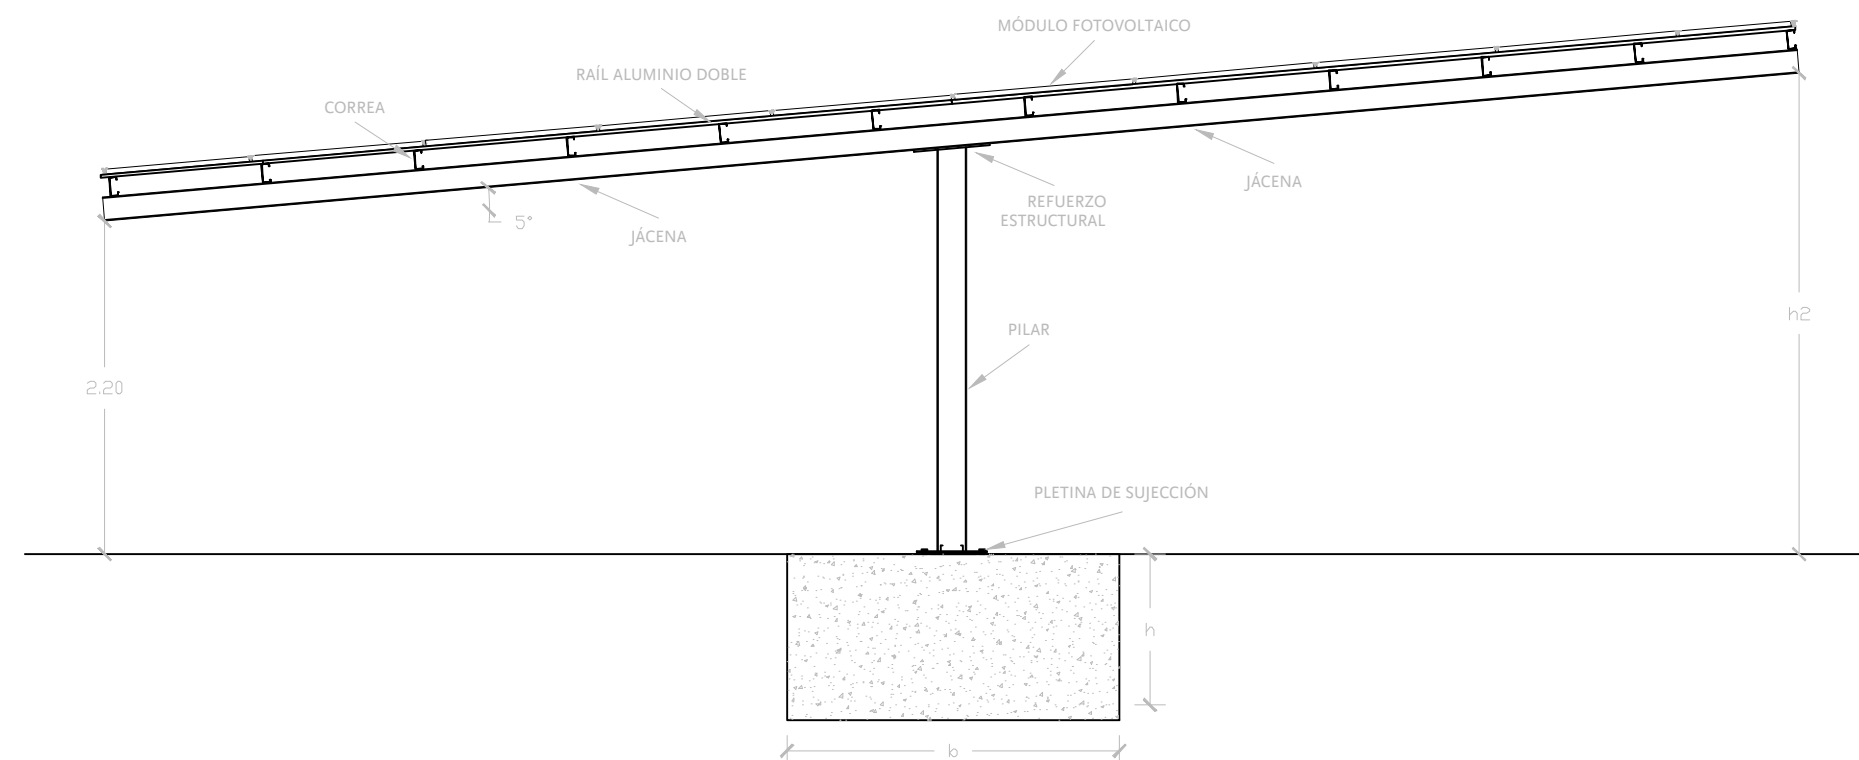 MÓDULO FOTOVOLTAICO
RAÍL ALUMINIO DOBLE
CORREA
JÁCENA
REFUERZO
ESTRUCTURAL
5°
JÁCENA
h2
PILAR
2.20
PLETINA DE SUJECCIÓN
h
b